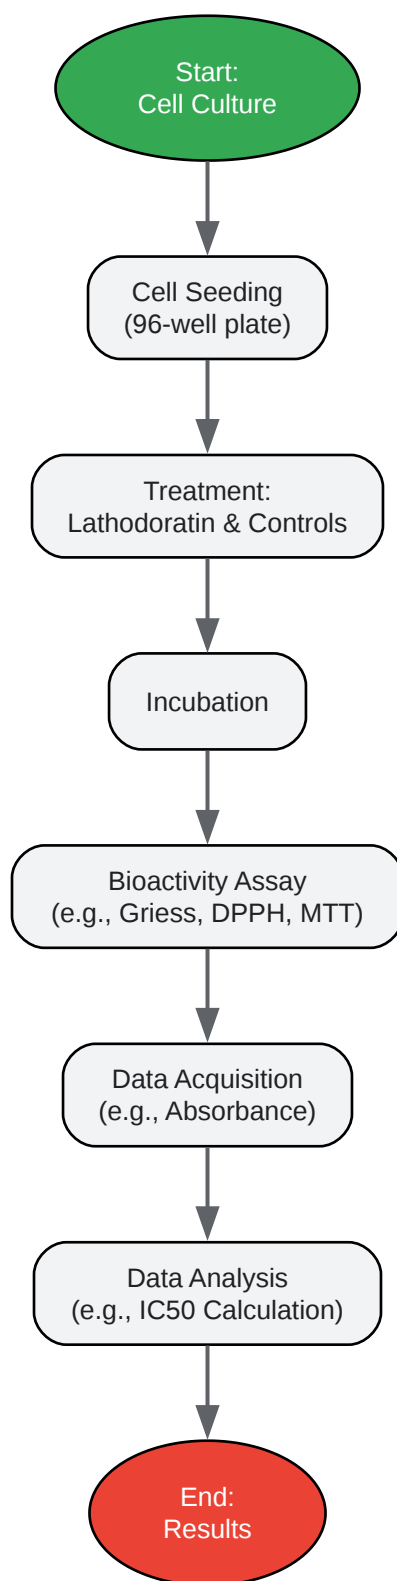 Start:
Cell Culture
Cell Seeding
(96-well plate)
Treatment:
Lathodoratin & Controls
Incubation
Bioactivity Assay
(e.g., Griess, DPPH, MTT)
Data Acquisition
(e.g., Absorbance)
Data Analysis
(e.g., IC50 Calculation)
End:
Results